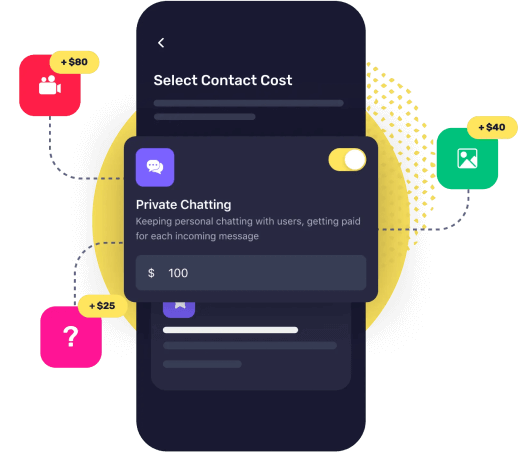 + $80
Select Contact Cost
+ $40
Private Chatting
Keeping personal chatting with users, getting paid
for each incoming message
$ 100
+ $25
?